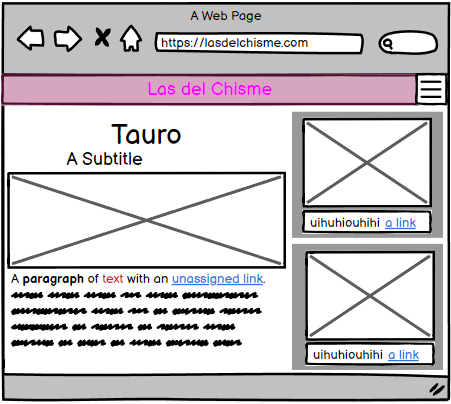 A Web Page
https://lasdelchisme.com
Las del Chisme
Tauro
A Subtitle
A paragraph of text with an unassigned link.
uihuhiouhihi a link
uihuhiouhihi a link